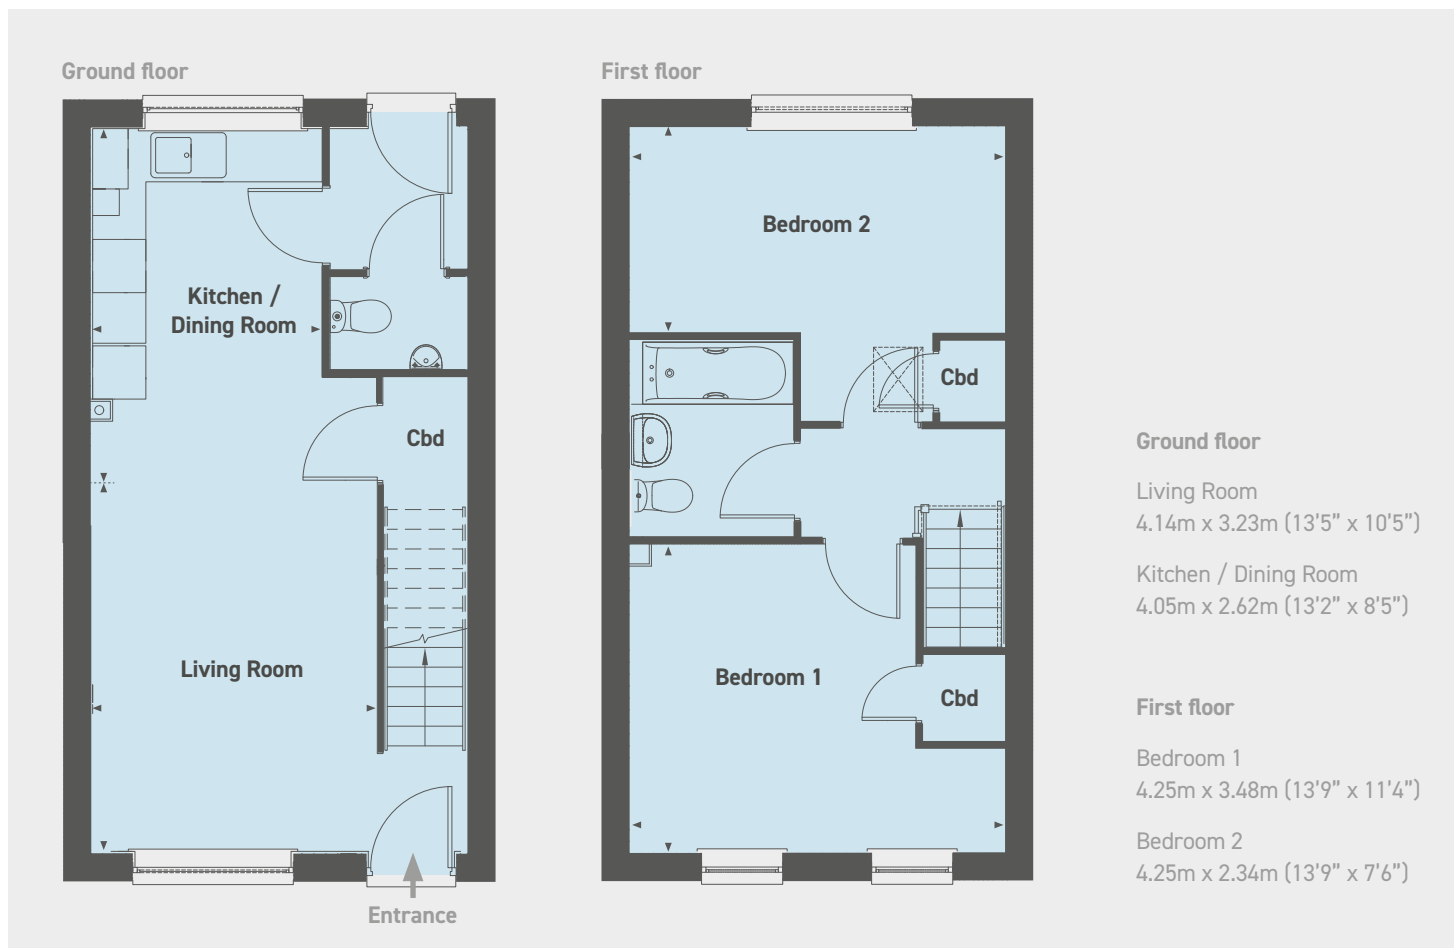 Ground floor
Kitchen /
Dining Room
Cbd
Living Room
Entrance
First floor
Bedroom 2
Cbd
Bedroom 1
Cbd
Ground floor
Living Room
4.14m x 3.23m (13'5” x 10'5”)
Kitchen / Dining Room
4.05m x 2.62m (13'2” x 8'5”)
First floor
Bedroom 1
4.25m x 3.48m (13'9” x 11'4”)
Bedroom 2
4.25m x 2.34m (13'9” x 7'6”)